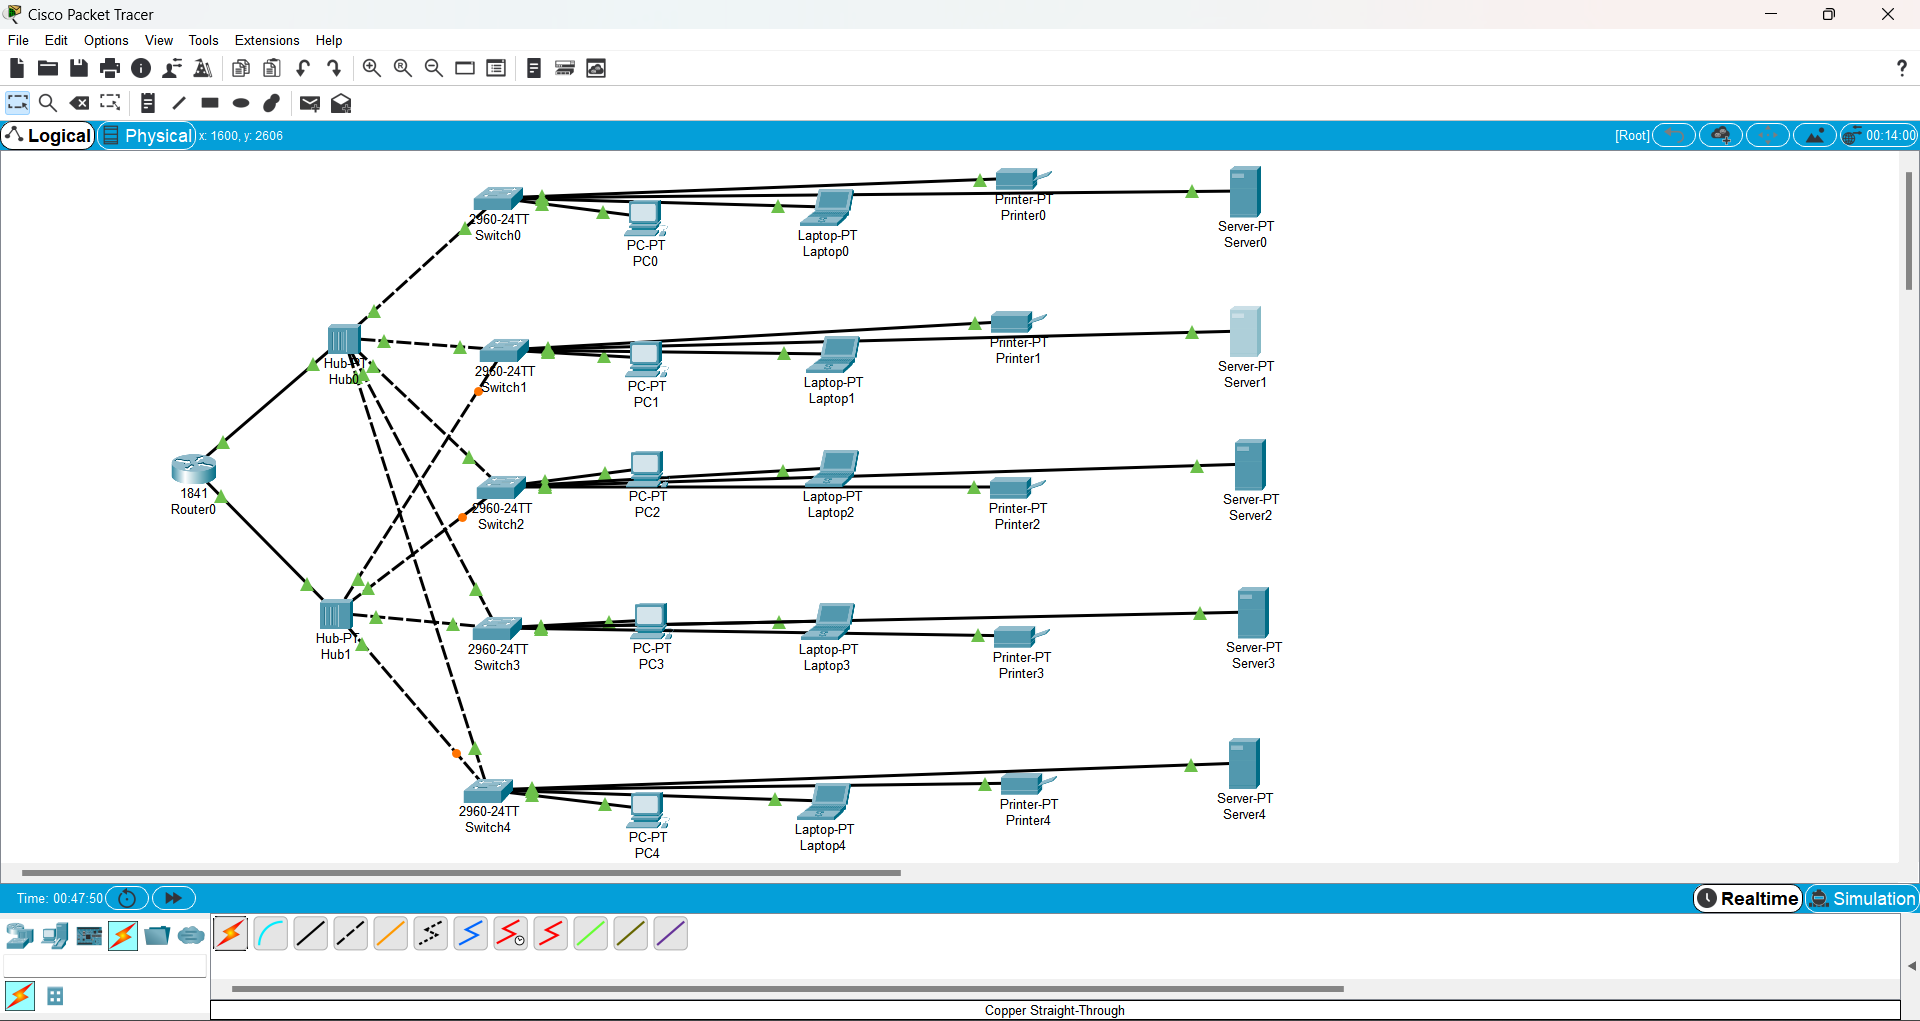 Cisco Packet Tracer
File Edit Options View Tools Extensions Help
?
Logical Physical x: 1600, y: 2606 [Root] 00:14:00
2960-24TT
Switch0
PC-PT
PC0
Laptop-PT
Laptop0
Printer-PT
Printer0
Server-PT
Server0
Hub-PT
Hub0
2960-24TT
Switch1
PC-PT
PC1
Laptop-PT
Laptop1
Printer-PT
Printer1
Server-PT
Server1
1841
Router0
2960-24TT
Switch2
PC-PT
PC2
Laptop-PT
Laptop2
Printer-PT
Printer2
Server-PT
Server2
Hub-PT
Hub1
2960-24TT
Switch3
PC-PT
PC3
Laptop-PT
Laptop3
Printer-PT
Printer3
Server-PT
Server3
2960-24TT
Switch4
PC-PT
PC4
Laptop-PT
Laptop4
Printer-PT
Printer4
Server-PT
Server4
Time: 00:47:50 Realtime Simulation
Copper Straight-Through